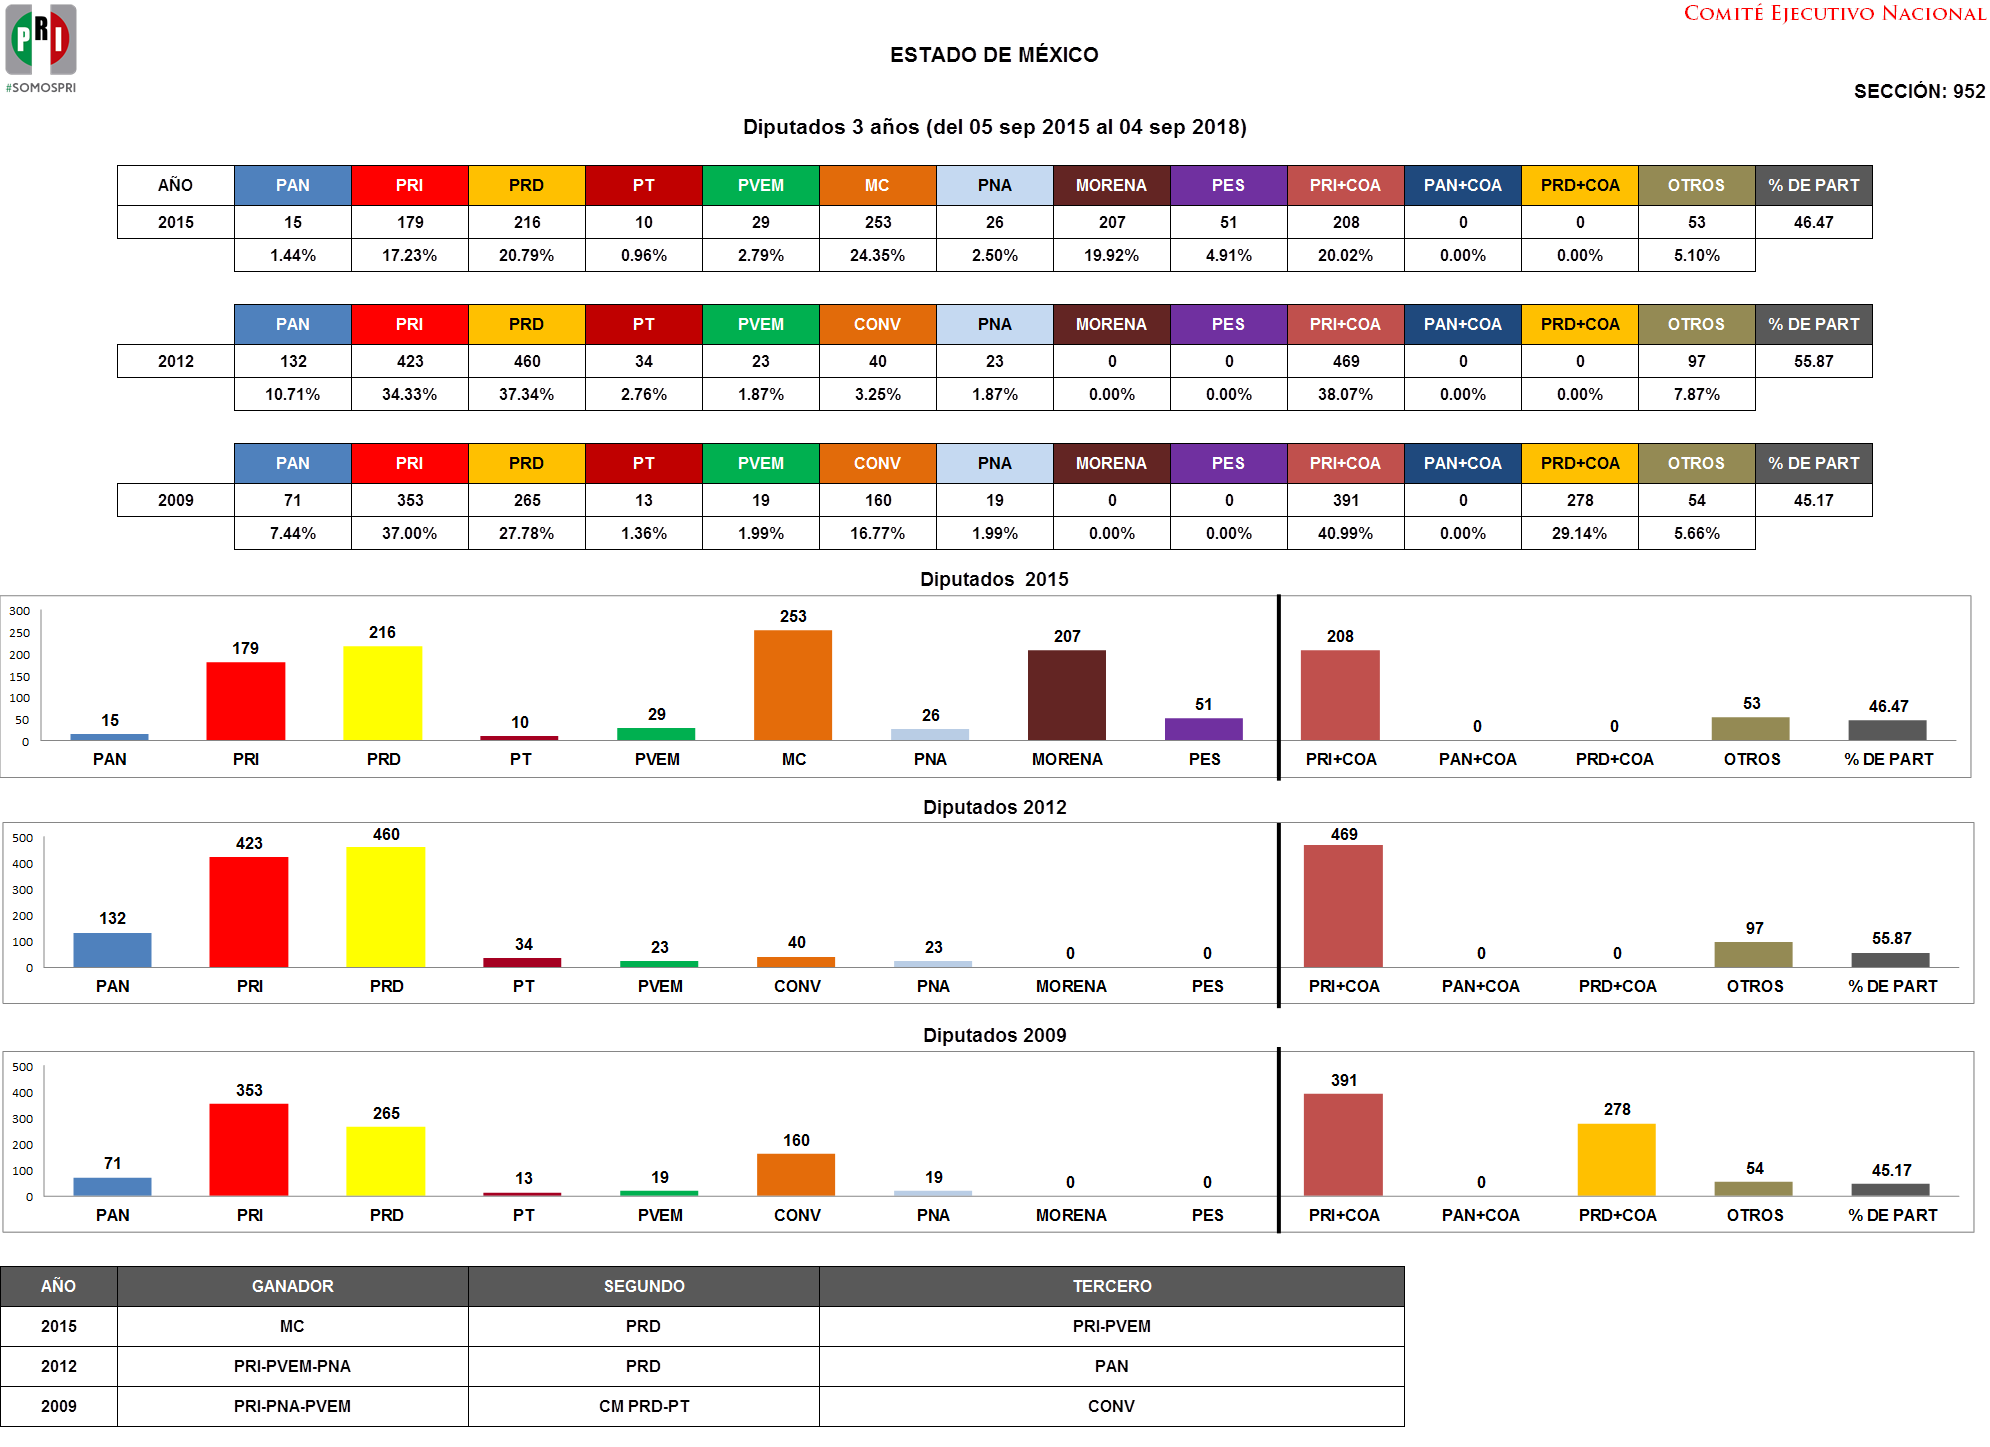 PRI
#SOMOSPRI
COMITÉ EJECUTIVO NACIONAL
ESTADO DE MÉXICO
SECCIÓN: 952
Diputados 3 años (del 05 sep 2015 al 04 sep 2018)
AÑO PAN PRI PRD PT PVEM MC PNA MORENA PES PRI+COA PAN+COA PRD+COA OTROS % DE PART
2015 15 179 216 10 29 253 26 207 51 208 0 0 53 46.47
1.44% 17.23% 20.79% 0.96% 2.79% 24.35% 2.50% 19.92% 4.91% 20.02% 0.00% 0.00% 5.10%
PAN PRI PRD PT PVEM CONV PNA MORENA PES PRI+COA PAN+COA PRD+COA OTROS % DE PART
2012 132 423 460 34 23 40 23 0 0 469 0 0 97 55.87
10.71% 34.33% 37.34% 2.76% 1.87% 3.25% 1.87% 0.00% 0.00% 38.07% 0.00% 0.00% 7.87%
PAN PRI PRD PT PVEM CONV PNA MORENA PES PRI+COA PAN+COA PRD+COA OTROS % DE PART
2009 71 353 265 13 19 160 19 0 0 391 0 278 54 45.17
7.44% 37.00% 27.78% 1.36% 1.99% 16.77% 1.99% 0.00% 0.00% 40.99% 0.00% 29.14% 5.66%
Diputados 2015
300
250
200
150
100
50
0
15 179 216 10 29 253 26 207 51 208 0 0 53 46.47
PAN PRI PRD PT PVEM MC PNA MORENA PES PRI+COA PAN+COA PRD+COA OTROS % DE PART
Diputados 2012
500
400
300
200
100
0
132 423 460 34 23 40 23 0 0 469 0 0 97 55.87
PAN PRI PRD PT PVEM CONV PNA MORENA PES PRI+COA PAN+COA PRD+COA OTROS % DE PART
Diputados 2009
500
400
300
200
100
0
71 353 265 13 19 160 19 0 0 391 0 278 54 45.17
PAN PRI PRD PT PVEM CONV PNA MORENA PES PRI+COA PAN+COA PRD+COA OTROS % DE PART
AÑO GANADOR SEGUNDO TERCERO
2015 MC PRD PRI-PVEM
2012 PRI-PVEM-PNA PRD PAN
2009 PRI-PNA-PVEM CM PRD-PT CONV